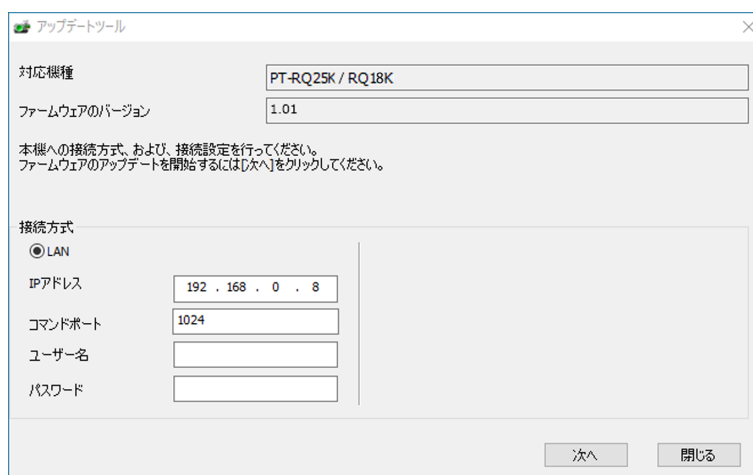 アップデートツール
対応機種 PT-RQ25K / RQ18K
ファームウェアのバージョン 1.01
本機への接続方式、および、接続設定を行ってください。
ファームウェアのアップデートを開始するには[次へ]をクリックしてください。
接続方式
LAN
IPアドレス 192 . 168 . 0 . 8
コマンドポート 1024
ユーザー名
パスワード
次へ 閉じる